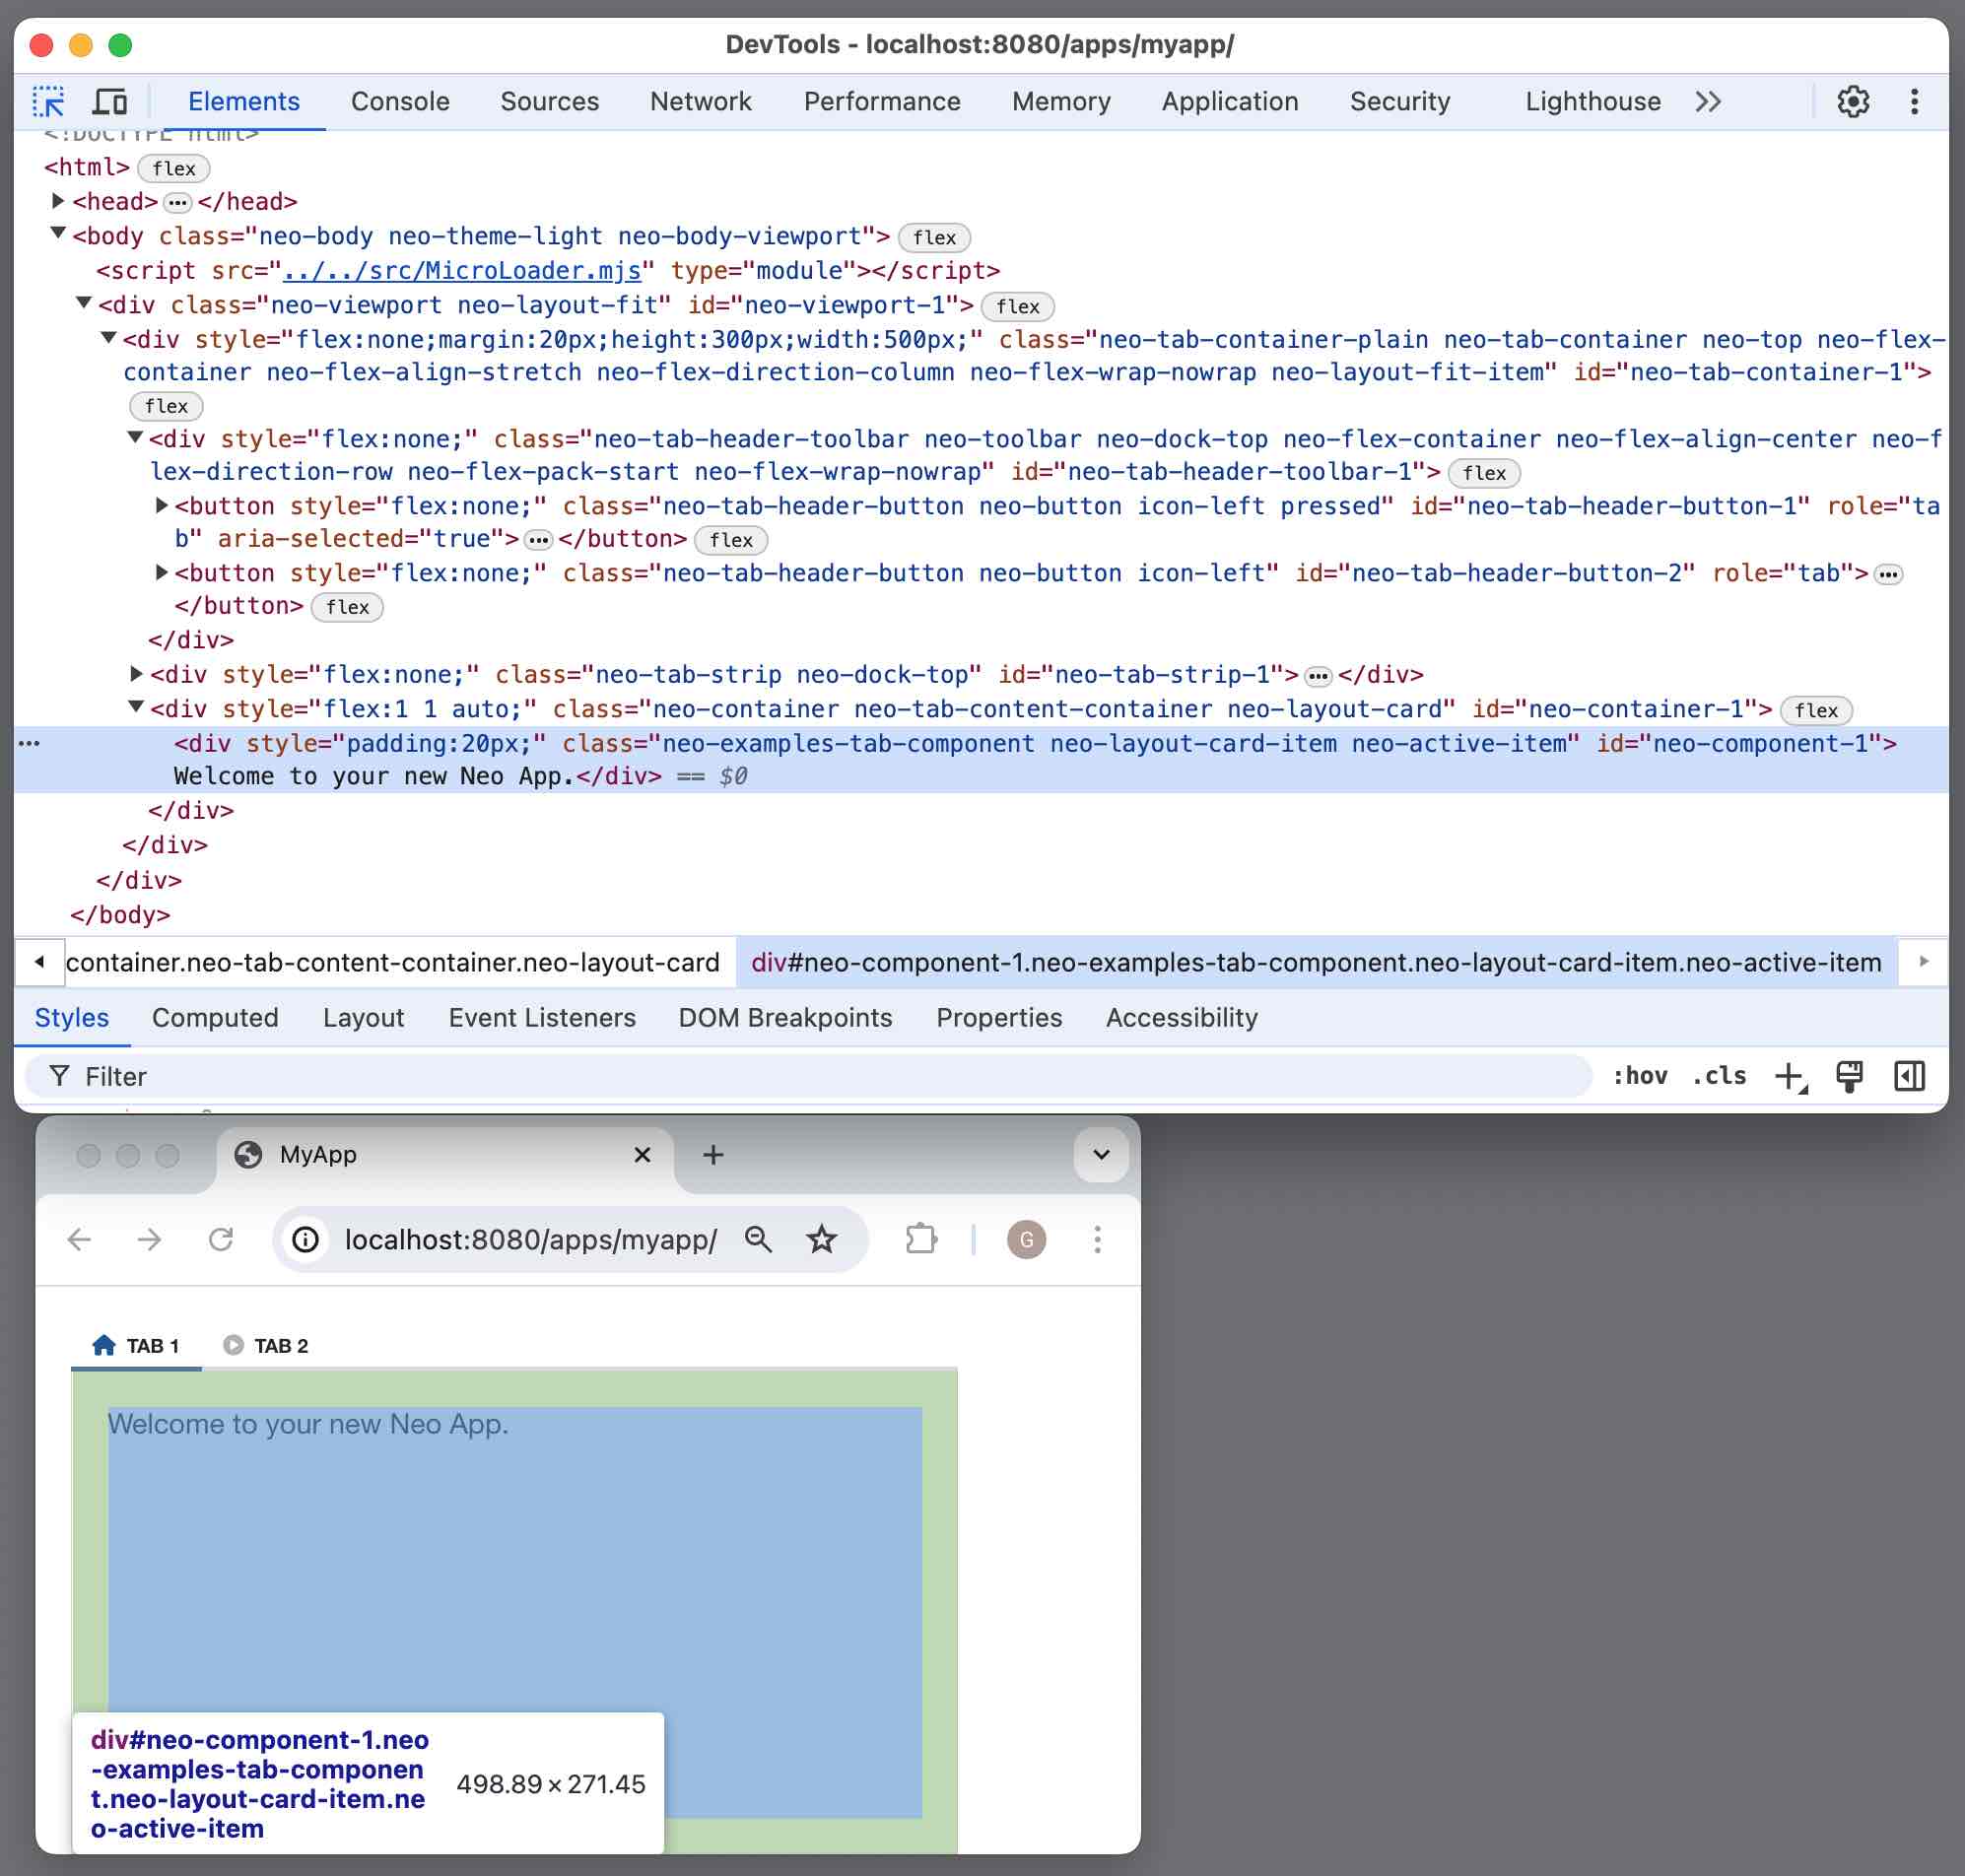 DevTools - localhost:8080/apps/myapp/
Elements Console Sources Network Performance Memory Application Security Lighthouse
<!DOCTYPE html>
<html> flex
<head> ••• </head>
<body class="neo-body neo-theme-light neo-body-viewport"> flex
<script src="../../src/MicroLoader.mjs" type="module"></script>
<div class="neo-viewport neo-layout-fit" id="neo-viewport-1"> flex
<div style="flex:none;margin:20px;height:300px;width:500px;" class="neo-tab-container-plain neo-tab-container neo-top neo-flex-
container neo-flex-align-stretch neo-flex-direction-column neo-flex-wrap-nowrap neo-layout-fit-item" id="neo-tab-container-1">
flex
<div style="flex:none;" class="neo-tab-header-toolbar neo-toolbar neo-dock-top neo-flex-container neo-flex-align-center neo-f
lex-direction-row neo-flex-pack-start neo-flex-wrap-nowrap" id="neo-tab-header-toolbar-1"> flex
<button style="flex:none;" class="neo-tab-header-button neo-button icon-left pressed" id="neo-tab-header-button-1" role="ta
b" aria-selected="true"> ••• </button> flex
<button style="flex:none;" class="neo-tab-header-button neo-button icon-left" id="neo-tab-header-button-2" role="tab"> •••
</button> flex
</div>
<div style="flex:none;" class="neo-tab-strip neo-dock-top" id="neo-tab-strip-1"> ••• </div>
<div style="flex:1 1 auto;" class="neo-container neo-tab-content-container neo-layout-card" id="neo-container-1"> flex
••• <div style="padding:20px;" class="neo-examples-tab-component neo-layout-card-item neo-active-item" id="neo-component-1">
Welcome to your new Neo App.</div> == $0
</div>
</div>
</div>
</body>
container.neo-tab-content-container.neo-layout-card div#neo-component-1.neo-examples-tab-component.neo-layout-card-item.neo-active-item
Styles Computed Layout Event Listeners DOM Breakpoints Properties Accessibility
Filter :hov .cls
MyApp
localhost:8080/apps/myapp/ G
TAB 1 TAB 2
Welcome to your new Neo App.
div#neo-component-1.neo
-examples-tab-componen
t.neo-layout-card-item.ne
o-active-item
498.89 × 271.45